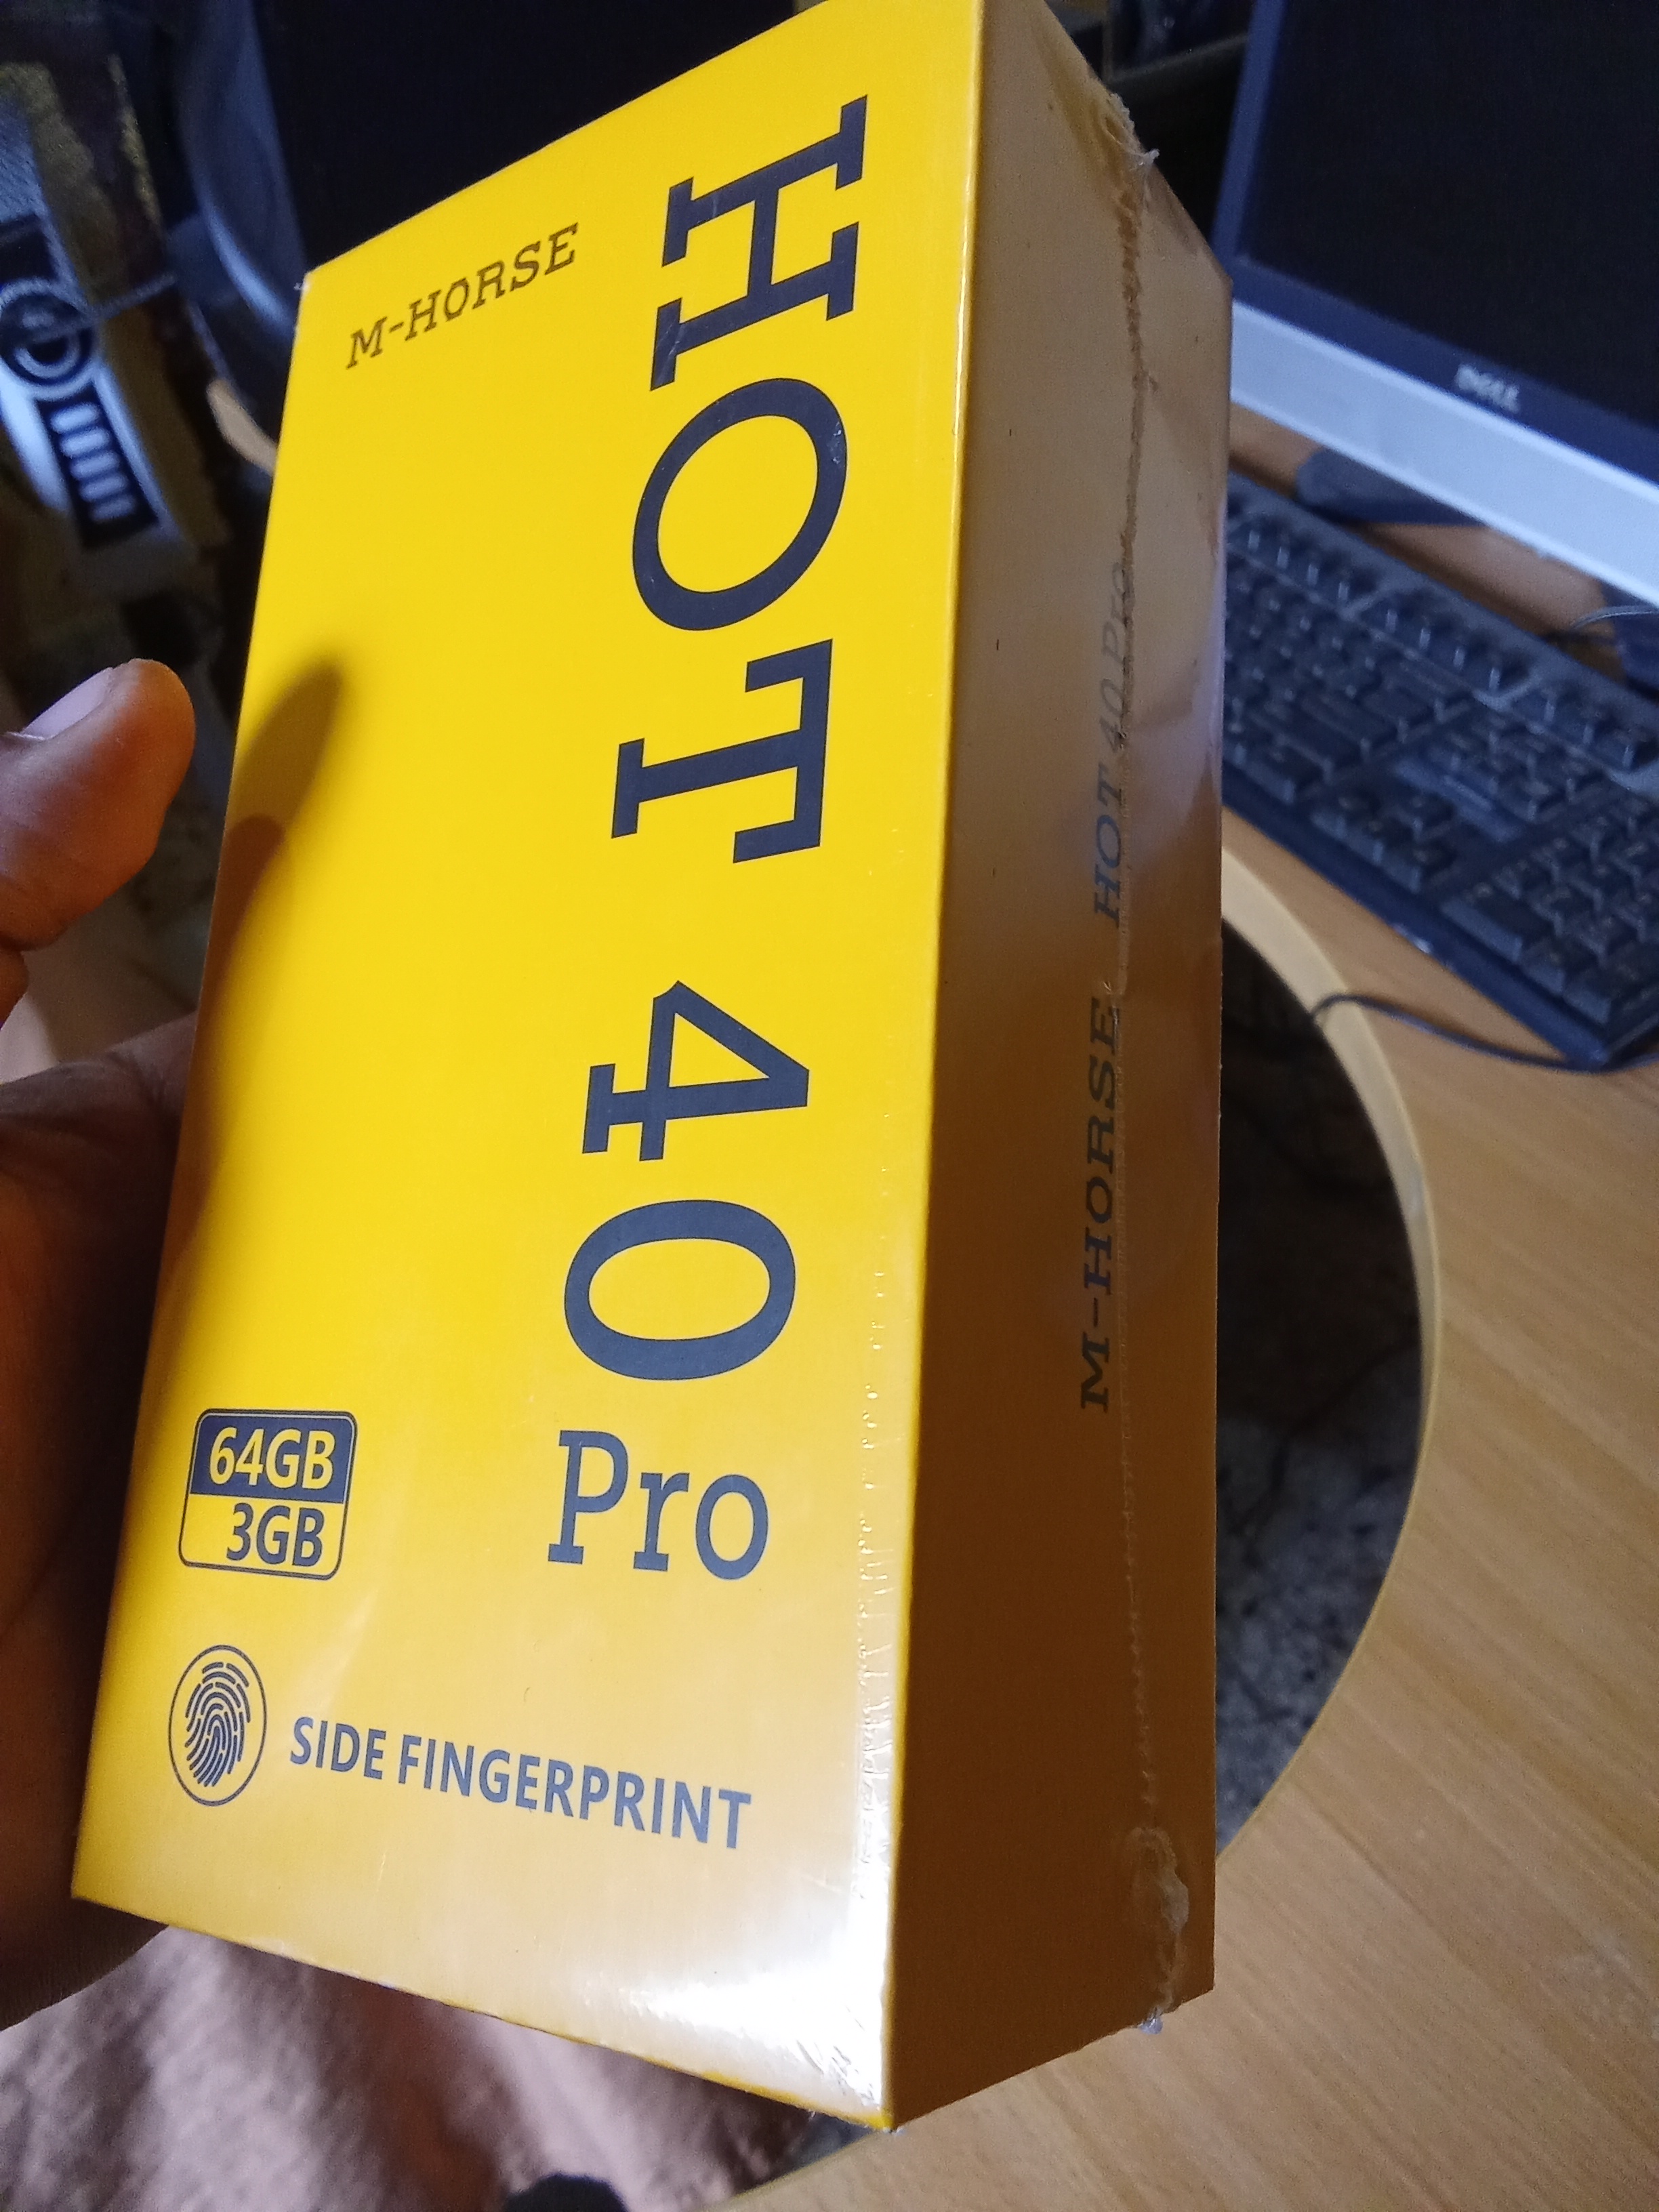 M-HORSE
HOT 40
Pro
64GB
3GB
SIDE FINGERPRINT
M-HORSE HOT 40 Pro
DELL